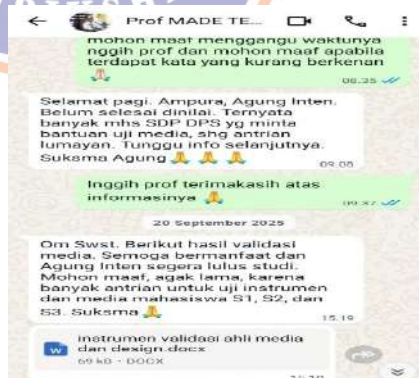 Prof MADE TE...
mohon maaf menggangu waktunya
nggih prof dan mohon maaf apabila
terdapat kata yang kurang berkenan
🙏
08.35
Selamat pagi. Ampura, Agung Inten.
Belum selesai dinilai. Ternyata
banyak mhs SDP DPS yg minta
bantuan uji media, shg antrian
lumayan. Tunggu info selanjutnya.
Suksma Agung 🙏 🙏 🙏
09.08
Inggih prof terimakasih atas
informasinya 🙏
09.37
20 September 2025
Om Swst. Berikut hasil validasi
media. Semoga bermanfaat dan
Agung Inten segera lulus studi.
Mohon maaf, agak lama, karena
banyak antrian untuk uji instrumen
dan media mahasiswa S1, S2, dan
S3. Suksma 🙏
15.19
W
instrumen validasi ahli media
dan design.docx
69 kB • DOCX